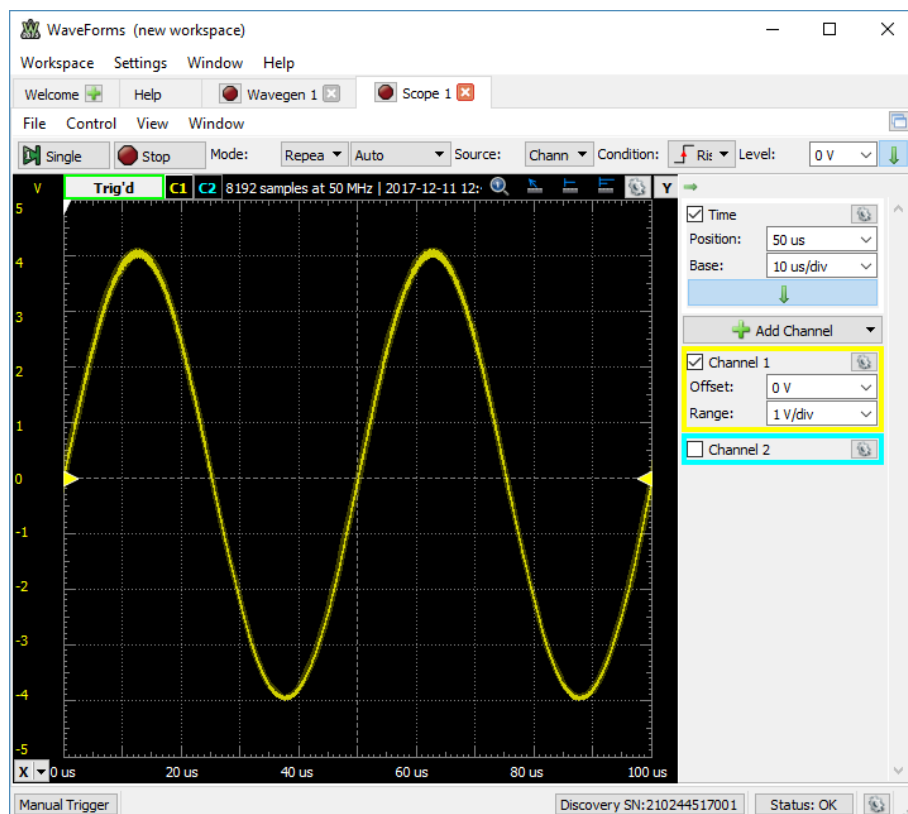 WaveForms (new workspace)
Workspace Settings Window Help
Welcome Help Wavegen 1 Scope 1
File Control View Window
Single Stop Mode: Repea Auto Source: Chann Condition: Ris Level: 0 V
V Trig'd C1 C2 8192 samples at 50 MHz | 2017-12-11 12: Y
5
4
3
2
1
0
-1
-2
-3
-4
-5
X 0 us 20 us 40 us 60 us 80 us 100 us
Time
Position: 50 us
Base: 10 us/div
Add Channel
Channel 1
Offset: 0 V
Range: 1 V/div
Channel 2
Manual Trigger Discovery SN:210244517001 Status: OK